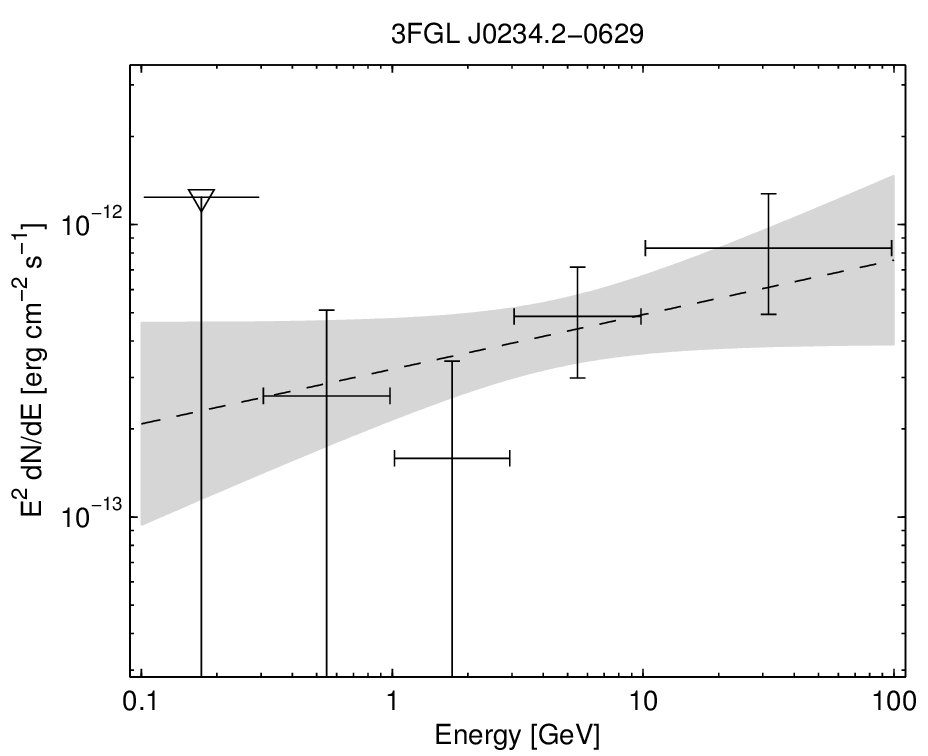 3FGL J0234.2−0629
E² dN/dE [erg cm⁻² s⁻¹]
10⁻¹²
10⁻¹³
0.1 1 10 100
Energy [GeV]